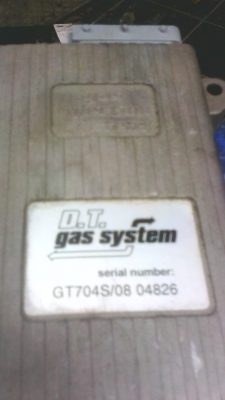 D.T.
gas system
serial number:
GT704S/08 04826